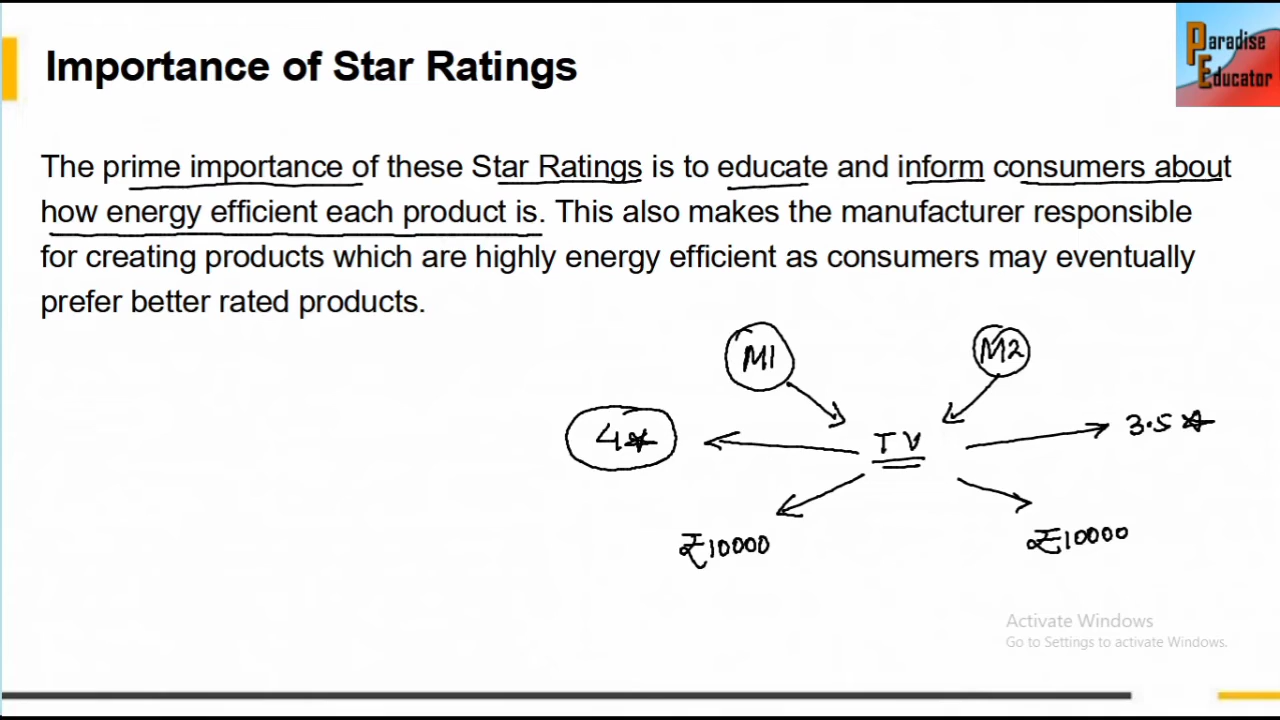 Importance of Star Ratings
Paradise
Educator
The prime importance of these Star Ratings is to educate and inform consumers about
how energy efficient each product is. This also makes the manufacturer responsible
for creating products which are highly energy efficient as consumers may eventually
prefer better rated products.
M1
M2
4★
TV
3.5★
₹10000
₹10000
Activate Windows
Go to Settings to activate Windows.